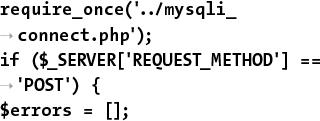 require_once('../mysqli_
→ connect.php');
if ($_SERVER['REQUEST_METHOD'] ==
→ 'POST') {
$errors = [];